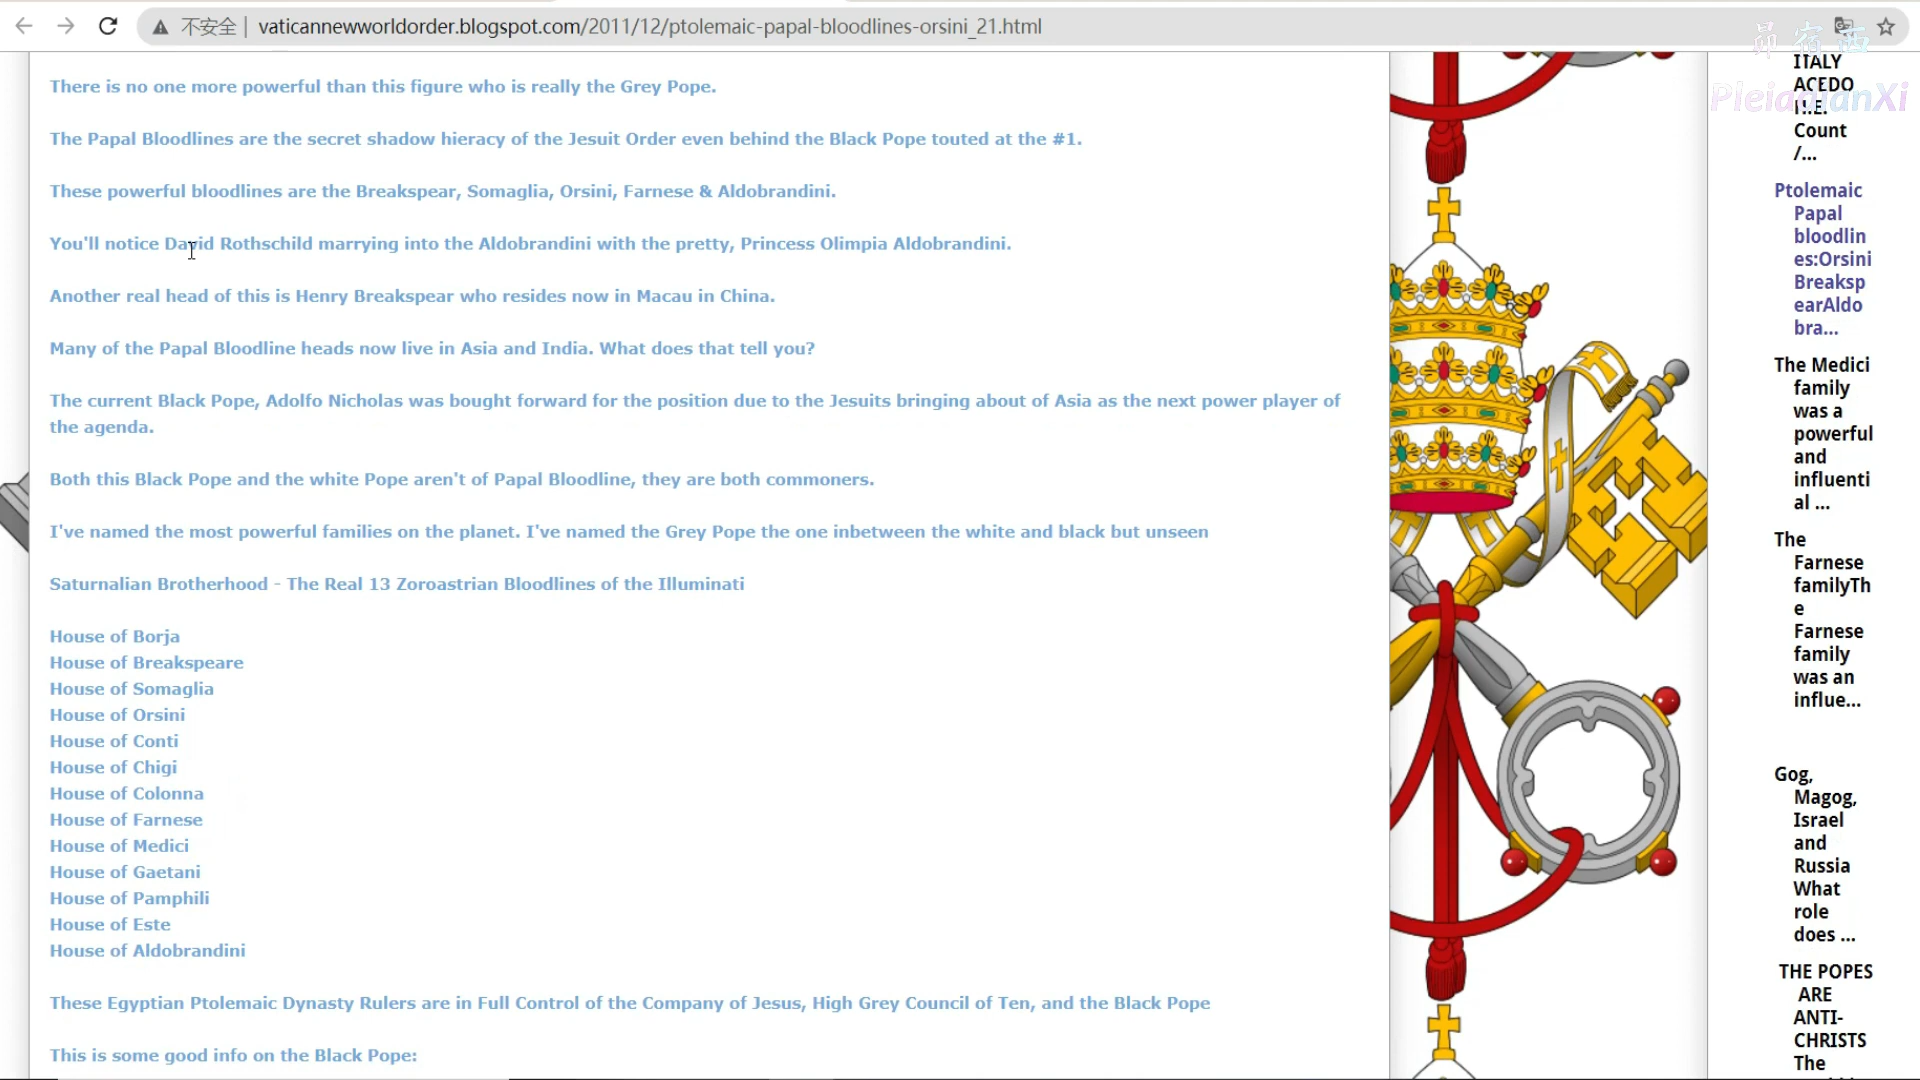 不安全
vaticannewworldorder.blogspot.com/2011/12/ptolemaic-papal-bloodlines-orsini_21.html
昴宿西
PleiadianXi
There is no one more powerful than this figure who is really the Grey Pope.
The Papal Bloodlines are the secret shadow hieracy of the Jesuit Order even behind the Black Pope touted at the #1.
These powerful bloodlines are the Breakspear, Somaglia, Orsini, Farnese & Aldobrandini.
You'll notice David Rothschild marrying into the Aldobrandini with the pretty, Princess Olimpia Aldobrandini.
Another real head of this is Henry Breakspear who resides now in Macau in China.
Many of the Papal Bloodline heads now live in Asia and India. What does that tell you?
The current Black Pope, Adolfo Nicholas was bought forward for the position due to the Jesuits bringing about of Asia as the next power player of
the agenda.
Both this Black Pope and the white Pope aren't of Papal Bloodline, they are both commoners.
I've named the most powerful families on the planet. I've named the Grey Pope the one inbetween the white and black but unseen
Saturnalian Brotherhood - The Real 13 Zoroastrian Bloodlines of the Illuminati
House of Borja
House of Breakspeare
House of Somaglia
House of Orsini
House of Conti
House of Chigi
House of Colonna
House of Farnese
House of Medici
House of Gaetani
House of Pamphili
House of Este
House of Aldobrandini
These Egyptian Ptolemaic Dynasty Rulers are in Full Control of the Company of Jesus, High Grey Council of Ten, and the Black Pope
This is some good info on the Black Pope:
ITALY
ACEDO
H.E.
Count
/...
Ptolemaic
Papal
bloodlin
es:Orsini
Breaksp
earAldo
bra...
The Medici
family
was a
powerful
and
influenti
al ...
The
Farnese
familyTh
e
Farnese
family
was an
influe...
Gog,
Magog,
Israel
and
Russia
What
role
does ...
THE POPES
ARE
ANTI-
CHRISTS
The